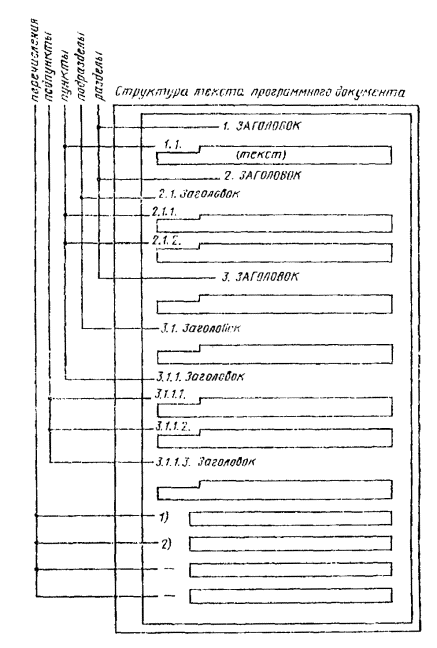 перечисления
подпункты
пункты
подразделы
разделы
Структура текста программного документа
1. ЗАГОЛОВОК
1.1.
(текст)
2. ЗАГОЛОВОК
2.1. Заголовок
2.1.1.
2.1.2.
3. ЗАГОЛОВОК
3.1. Заголовок
3.1.1. Заголовок
3.1.1.1.
3.1.1.2.
3.1.1.3. Заголовок
1)
2)
—
—